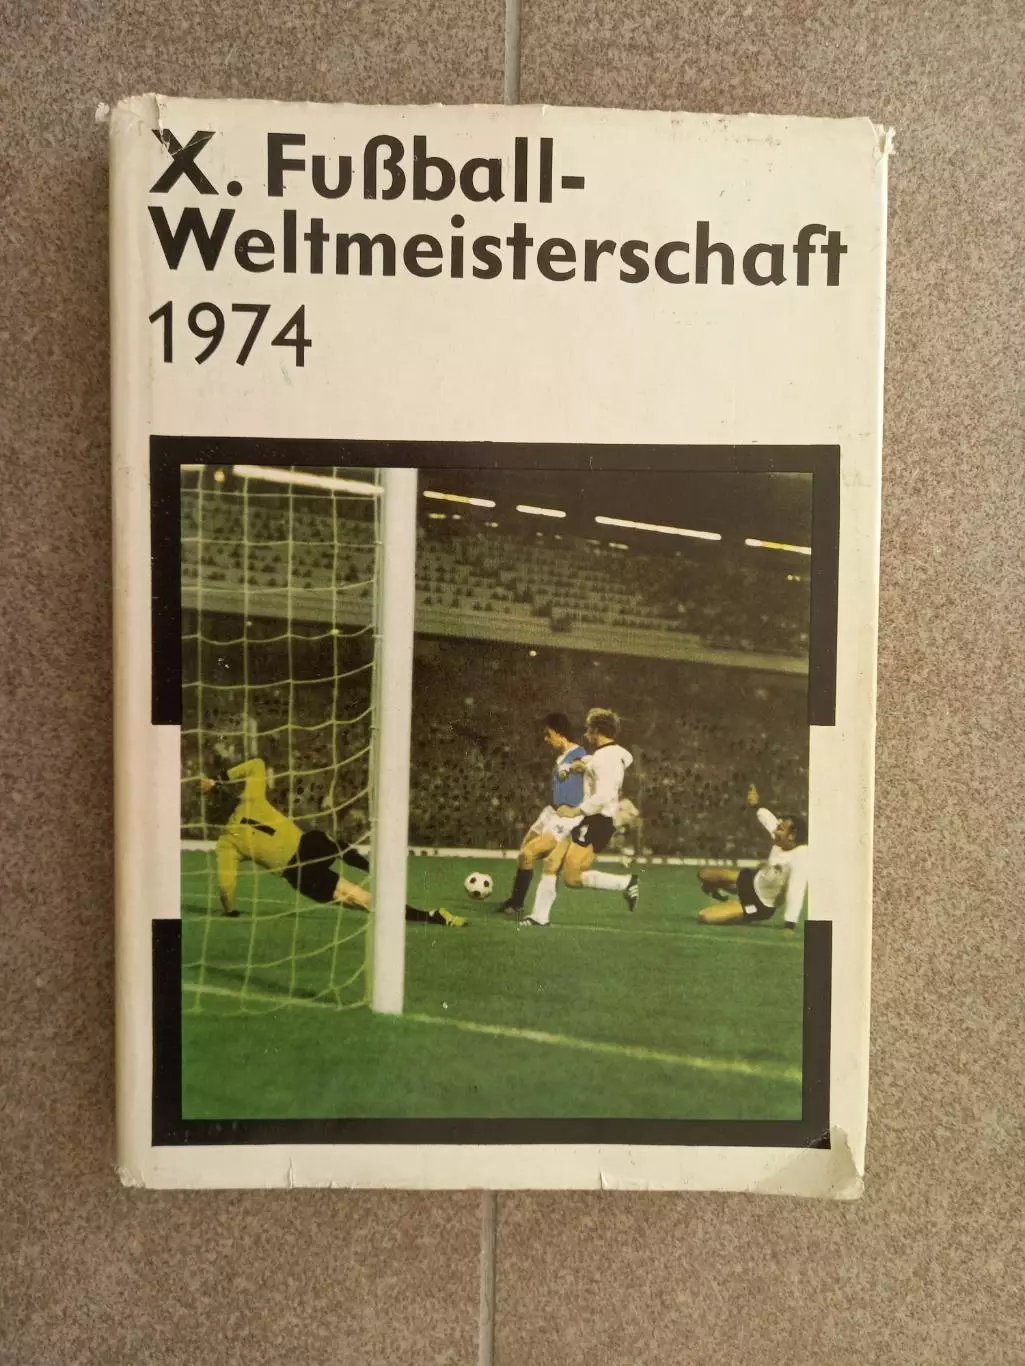 X. Fußball-
Weltmeisterschaft
1974